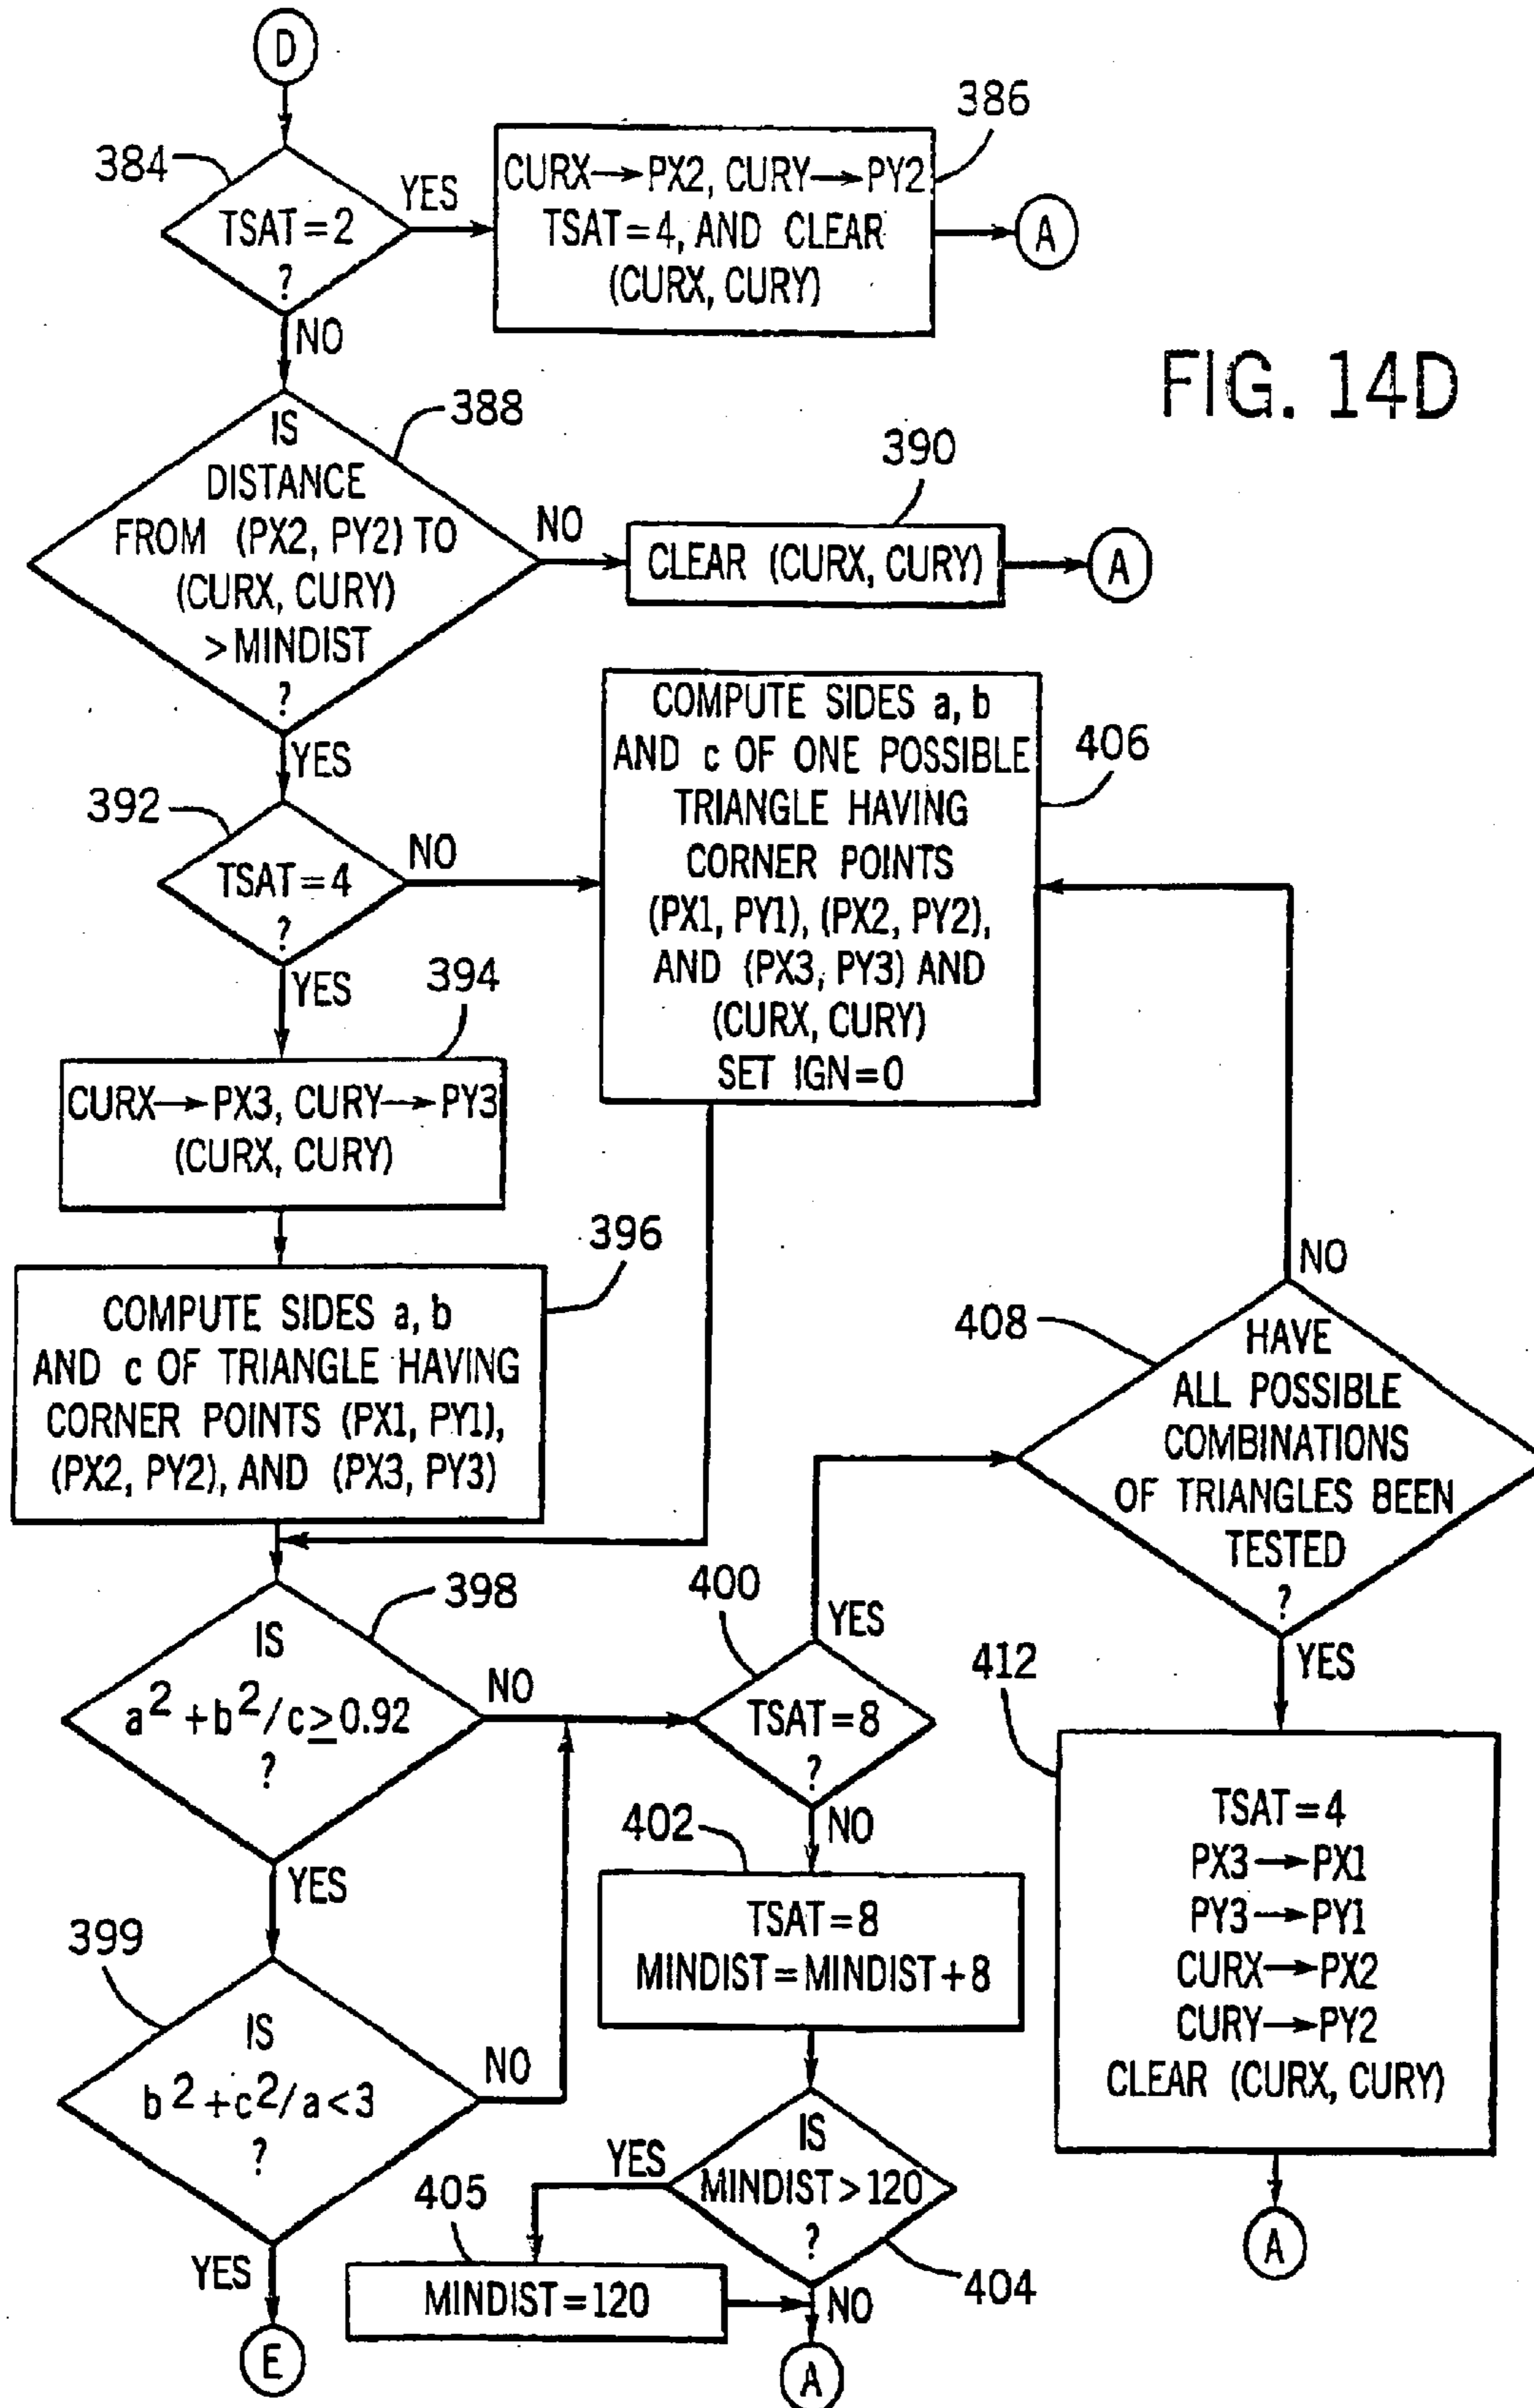 D
384
TSAT=2
?
YES
386
CURX→PX2, CURY→PY2
TSAT=4, AND CLEAR
(CURX, CURY)
A
NO
FIG. 14D
388
IS
DISTANCE
FROM (PX2, PY2) TO
(CURX, CURY)
>MINDIST
?
NO
390
CLEAR (CURX, CURY)
A
YES
392
TSAT=4
?
NO
406
COMPUTE SIDES a, b
AND c OF ONE POSSIBLE
TRIANGLE HAVING
CORNER POINTS
(PX1, PY1), (PX2, PY2),
AND (PX3, PY3) AND
(CURX, CURY)
SET IGN=0
YES
394
CURX→PX3, CURY→PY3
(CURX, CURY)
396
COMPUTE SIDES a, b
AND c OF TRIANGLE HAVING
CORNER POINTS (PX1, PY1),
(PX2, PY2), AND (PX3, PY3)
NO
408
HAVE
ALL POSSIBLE
COMBINATIONS
OF TRIANGLES BEEN
TESTED
?
YES
398
IS
a² +b²/c≥0.92
?
NO
400
TSAT=8
?
YES
NO
402
TSAT=8
MINDIST=MINDIST+8
412
TSAT=4
PX3→PX1
PY3→PY1
CURX→PX2
CURY→PY2
CLEAR (CURX, CURY)
A
YES
399
IS
b²+c²/a<3
?
NO
YES
E
IS
MINDIST>120
?
404
YES
405
MINDIST=120
NO
A